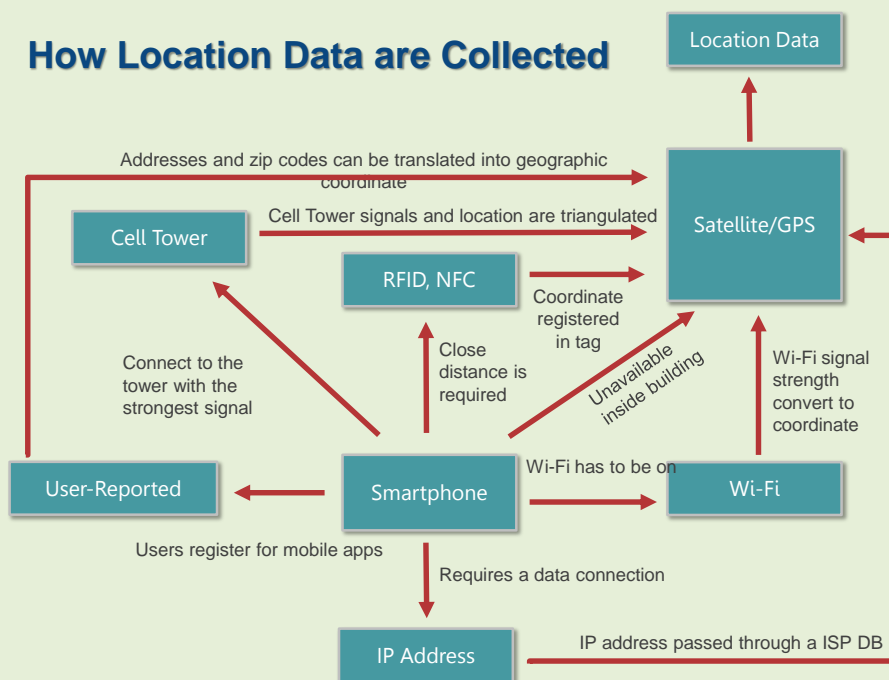 How Location Data are Collected
Location Data
Addresses and zip codes can be translated into geographic
coordinate
Cell Tower signals and location are triangulated
Cell Tower
Satellite/GPS
RFID, NFC
Coordinate
registered
in tag
Connect to the
tower with the
strongest signal
Close
distance is
required
Unavailable
inside building
Wi-Fi signal
strength
convert to
coordinate
User-Reported
Smartphone
Wi-Fi has to be on
Wi-Fi
Users register for mobile apps
Requires a data connection
IP Address
IP address passed through a ISP DB